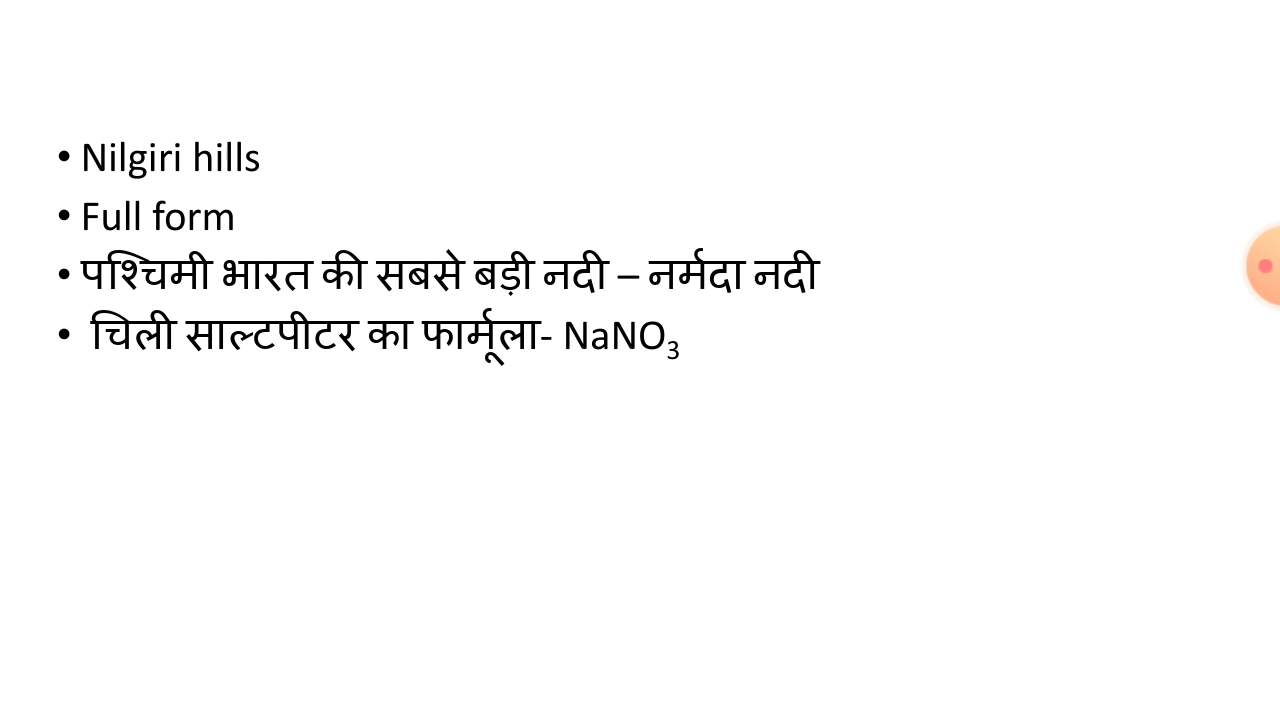 • Nilgiri hills
• Full form
• पश्चिमी भारत की सबसे बड़ी नदी – नर्मदा नदी
• चिली साल्टपीटर का फार्मूला- NaNO₃